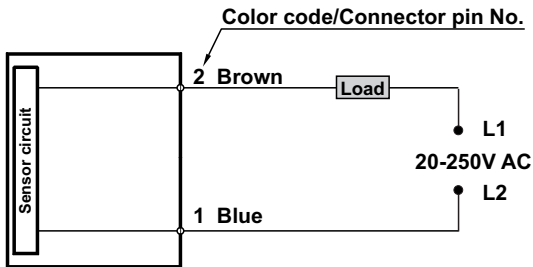 Color code/Connector pin No.
2 Brown
Load
Sensor circuit
L1
20-250V AC
L2
1 Blue